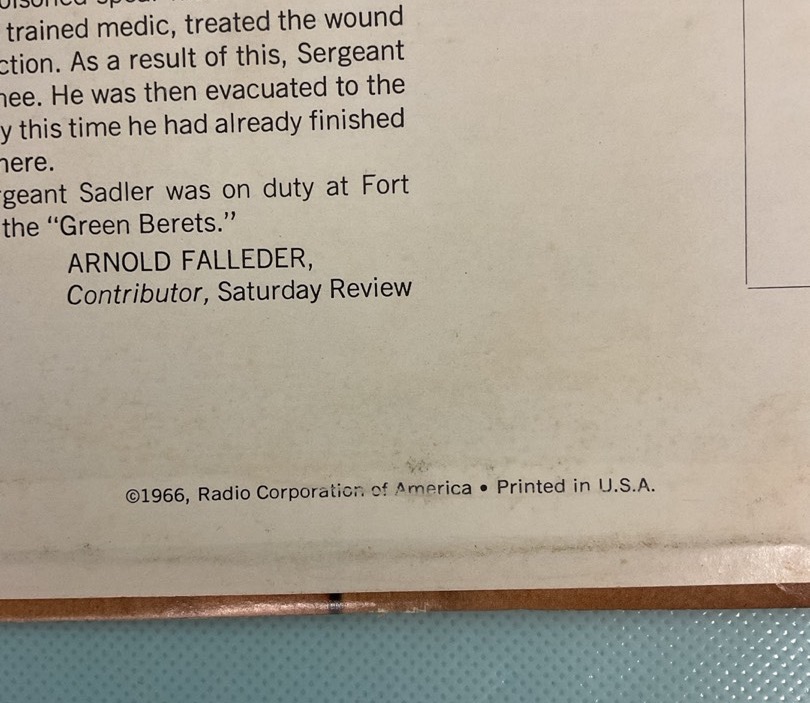 trained medic, treated the wound
ction. As a result of this, Sergeant
nee. He was then evacuated to the
y this time he had already finished
here.
rgeant Sadler was on duty at Fort
the “Green Berets.”
ARNOLD FALLEDER,
Contributor, Saturday Review
©1966, Radio Corporation of America • Printed in U.S.A.